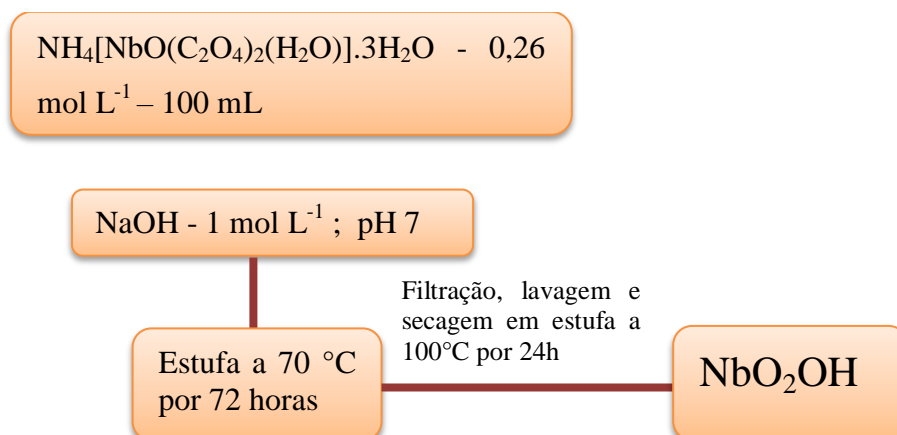 NH₄[NbO(C₂O₄)₂(H₂O)].3H₂O - 0,26
mol L⁻¹ – 100 mL
NaOH - 1 mol L⁻¹ ; pH 7
Filtração, lavagem e
secagem em estufa a
100°C por 24h
Estufa a 70 °C
por 72 horas
NbO₂OH